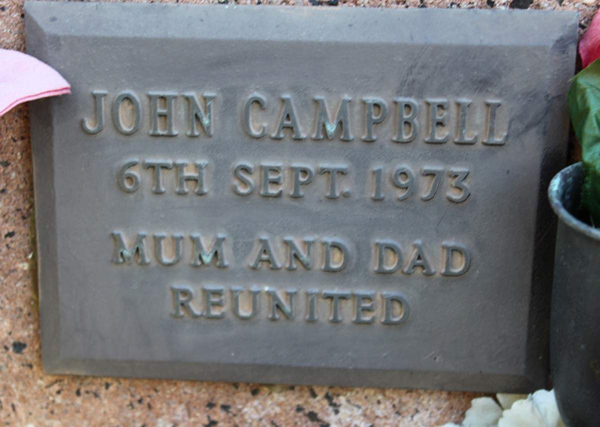 JOHN CAMPBELL
6TH SEPT. 1973
MUM AND DAD
REUNITED